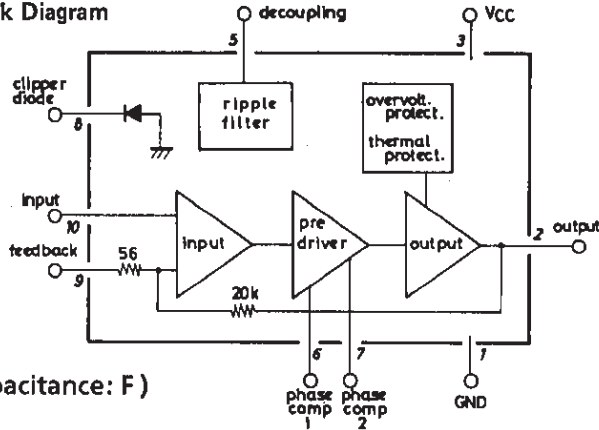 k Diagram
decoupling
VCC
5
3
clipper
diode
8
ripple
filter
overvolt.
protect.
thermal
protect.
input
10
input
pre
driver
output
2
output
feedback
9
56
20k
6
7
1
pacitance: F)
phase
comp
1
phase
comp
2
GND